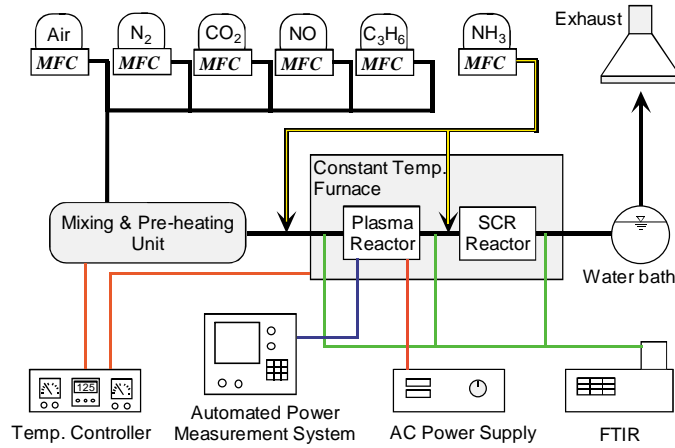 Exhaust
Air
N₂
CO₂
NO
C₃H₆
NH₃
MFC
MFC
MFC
MFC
MFC
MFC
Constant Temp.
Furnace
Mixing & Pre-heating
Unit
Plasma
Reactor
SCR
Reactor
Water bath
125
Temp. Controller
Automated Power
Measurement System
AC Power Supply
FTIR